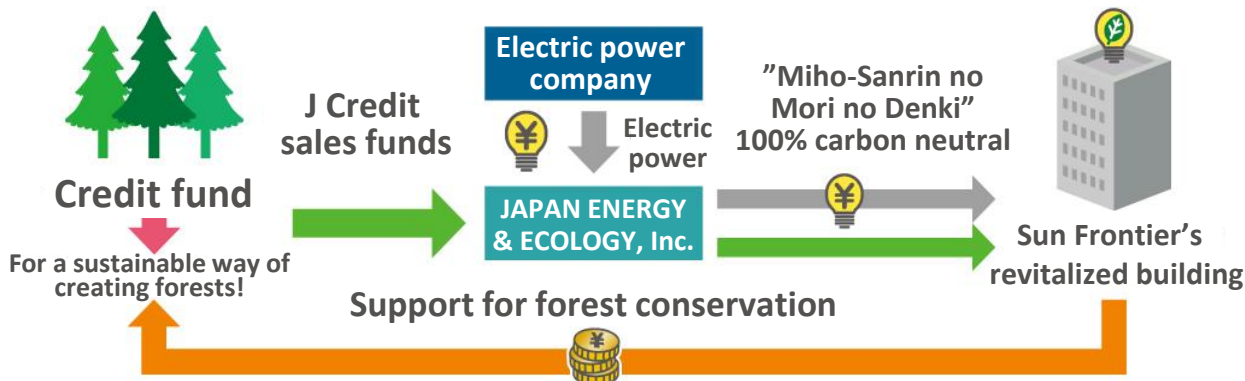 Electric power
company
J Credit
sales funds
¥
Electric
power
"Miho-Sanrin no
Mori no Denki"
100% carbon neutral
Credit fund
JAPAN ENERGY
& ECOLOGY, Inc.
¥
Sun Frontier's
revitalized building
For a sustainable way of
creating forests!
Support for forest conservation
¥